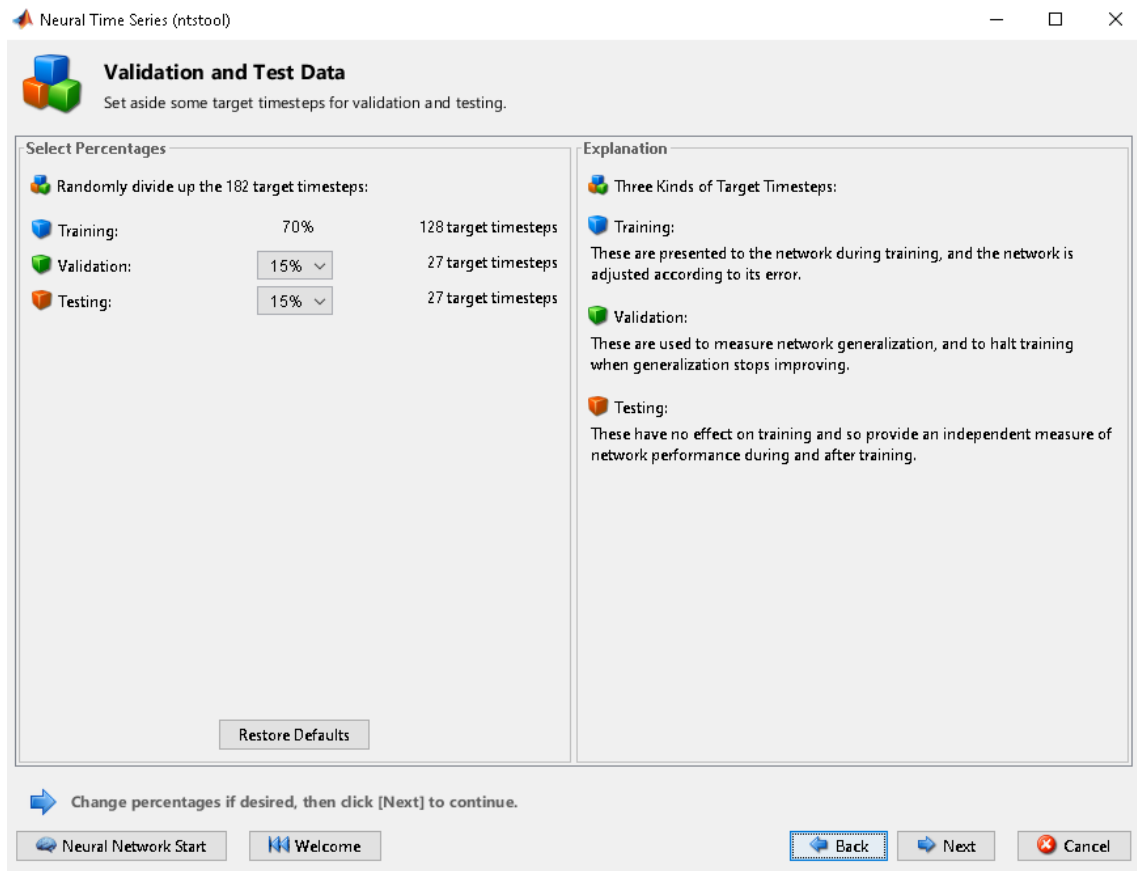 Neural Time Series (ntstool)
Validation and Test Data
Set aside some target timesteps for validation and testing.
Select Percentages
Randomly divide up the 182 target timesteps:
Training: 70% 128 target timesteps
Validation: 15% 27 target timesteps
Testing: 15% 27 target timesteps
Restore Defaults
Explanation
Three Kinds of Target Timesteps:
Training:
These are presented to the network during training, and the network is
adjusted according to its error.
Validation:
These are used to measure network generalization, and to halt training
when generalization stops improving.
Testing:
These have no effect on training and so provide an independent measure of
network performance during and after training.
Change percentages if desired, then click [Next] to continue.
Neural Network Start Welcome Back Next Cancel